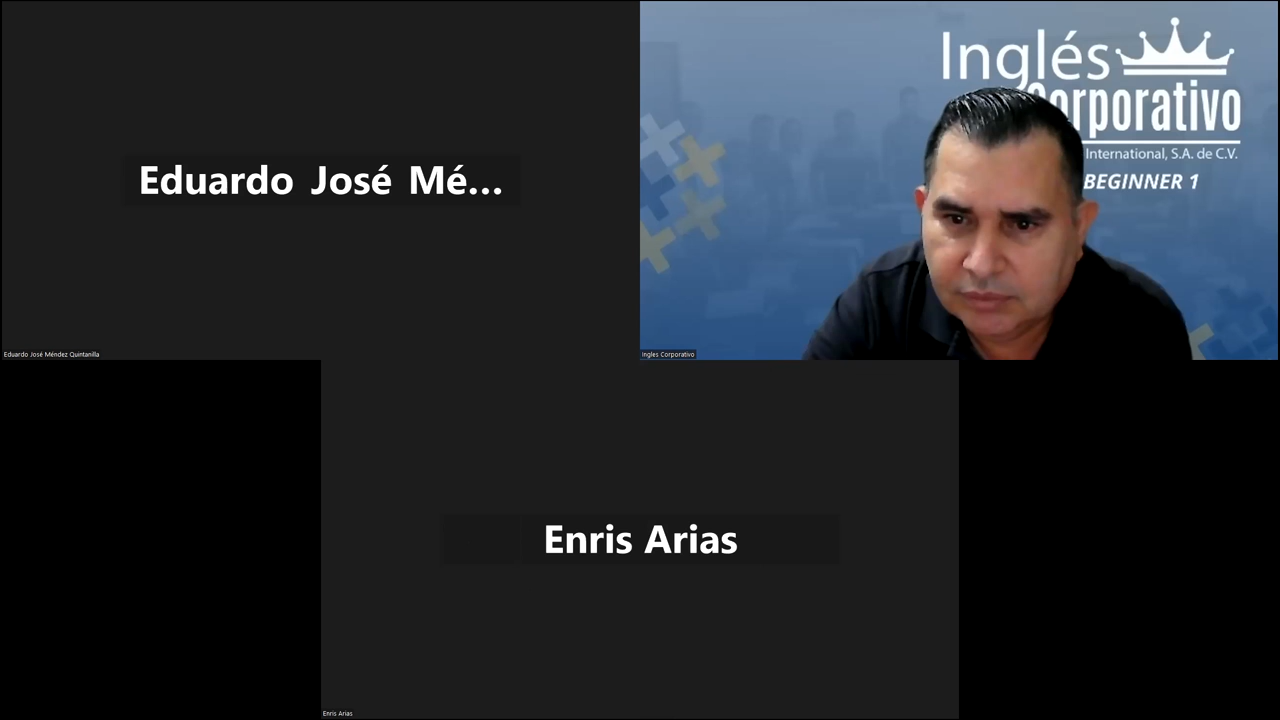 Eduardo José Mé...
Eduardo José Méndez Quintanilla
Inglés
Corporativo
International, S.A. de C.V.
BEGINNER 1
Ingles Corporativo
Enris Arias
Enris Arias